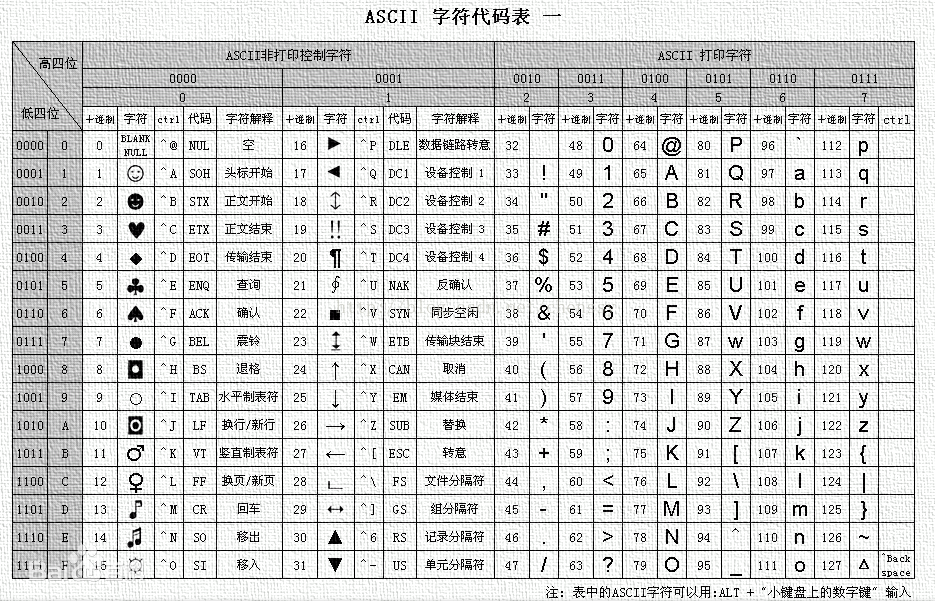 ASCII 字符代码表 一
高四位 ASCII非打印控制字符 ASCII 打印字符
0000 0001 0010 0011 0100 0101 0110 0111
低四位 0 1 2 3 4 5 6 7
十进制 字符 ctrl 代码 字符解释 十进制 字符 ctrl 代码 字符解释 十进制 字符 十进制 字符 十进制 字符 十进制 字符 十进制 字符 十进制 字符 ctrl
0000 0 0 BLANK NULL ^@ NUL 空 16 ► ^P DLE 数据链路转意 32 48 0 64 @ 80 P 96 ` 112 p
0001 1 1 ☺ ^A SOH 头标开始 17 ◄ ^Q DC1 设备控制 1 33 ! 49 1 65 A 81 Q 97 a 113 q
0010 2 2 ☻ ^B STX 正文开始 18 ↕ ^R DC2 设备控制 2 34 " 50 2 66 B 82 R 98 b 114 r
0011 3 3 ♥ ^C ETX 正文结束 19 ‼ ^S DC3 设备控制 3 35 # 51 3 67 C 83 S 99 c 115 s
0100 4 4 ♦ ^D EOT 传输结束 20 ¶ ^T DC4 设备控制 4 36 $ 52 4 68 D 84 T 100 d 116 t
0101 5 5 ♣ ^E ENQ 查询 21 ∮ ^U NAK 反确认 37 % 53 5 69 E 85 U 101 e 117 u
0110 6 6 ♠ ^F ACK 确认 22 ■ ^V SYN 同步空闲 38 & 54 6 70 F 86 V 102 f 118 v
0111 7 7 ● ^G BEL 震铃 23 ↨ ^W ETB 传输块结束 39 ' 55 7 71 G 87 w 103 g 119 w
1000 8 8 ◘ ^H BS 退格 24 ↑ ^X CAN 取消 40 ( 56 8 72 H 88 X 104 h 120 x
1001 9 9 ○ ^I TAB 水平制表符 25 ↓ ^Y EM 媒体结束 41 ) 57 9 73 I 89 Y 105 i 121 y
1010 A 10 ◙ ^J LF 换行/新行 26 → ^Z SUB 替换 42 * 58 : 74 J 90 Z 106 j 122 z
1011 B 11 ♂ ^K VT 竖直制表符 27 ← ^[ ESC 转意 43 + 59 ; 75 K 91 [ 107 k 123 {
1100 C 12 ♀ ^L FF 换页/新页 28 ∟ ^\ FS 文件分隔符 44 , 60 < 76 L 92 \ 108 l 124 |
1101 D 13 ♪ ^M CR 回车 29 ↔ ^] GS 组分隔符 45 - 61 = 77 M 93 ] 109 m 125 }
1110 E 14 ♫ ^N SO 移出 30 ▲ ^6 RS 记录分隔符 46 . 62 > 78 N 94 ^ 110 n 126 ~
1111 F 15 ☼ ^O SI 移入 31 ▼ ^- US 单元分隔符 47 / 63 ? 79 O 95 _ 111 o 127 Δ ^Back space
注：表中的ASCII字符可以用:ALT + "小键盘上的数字键" 输入